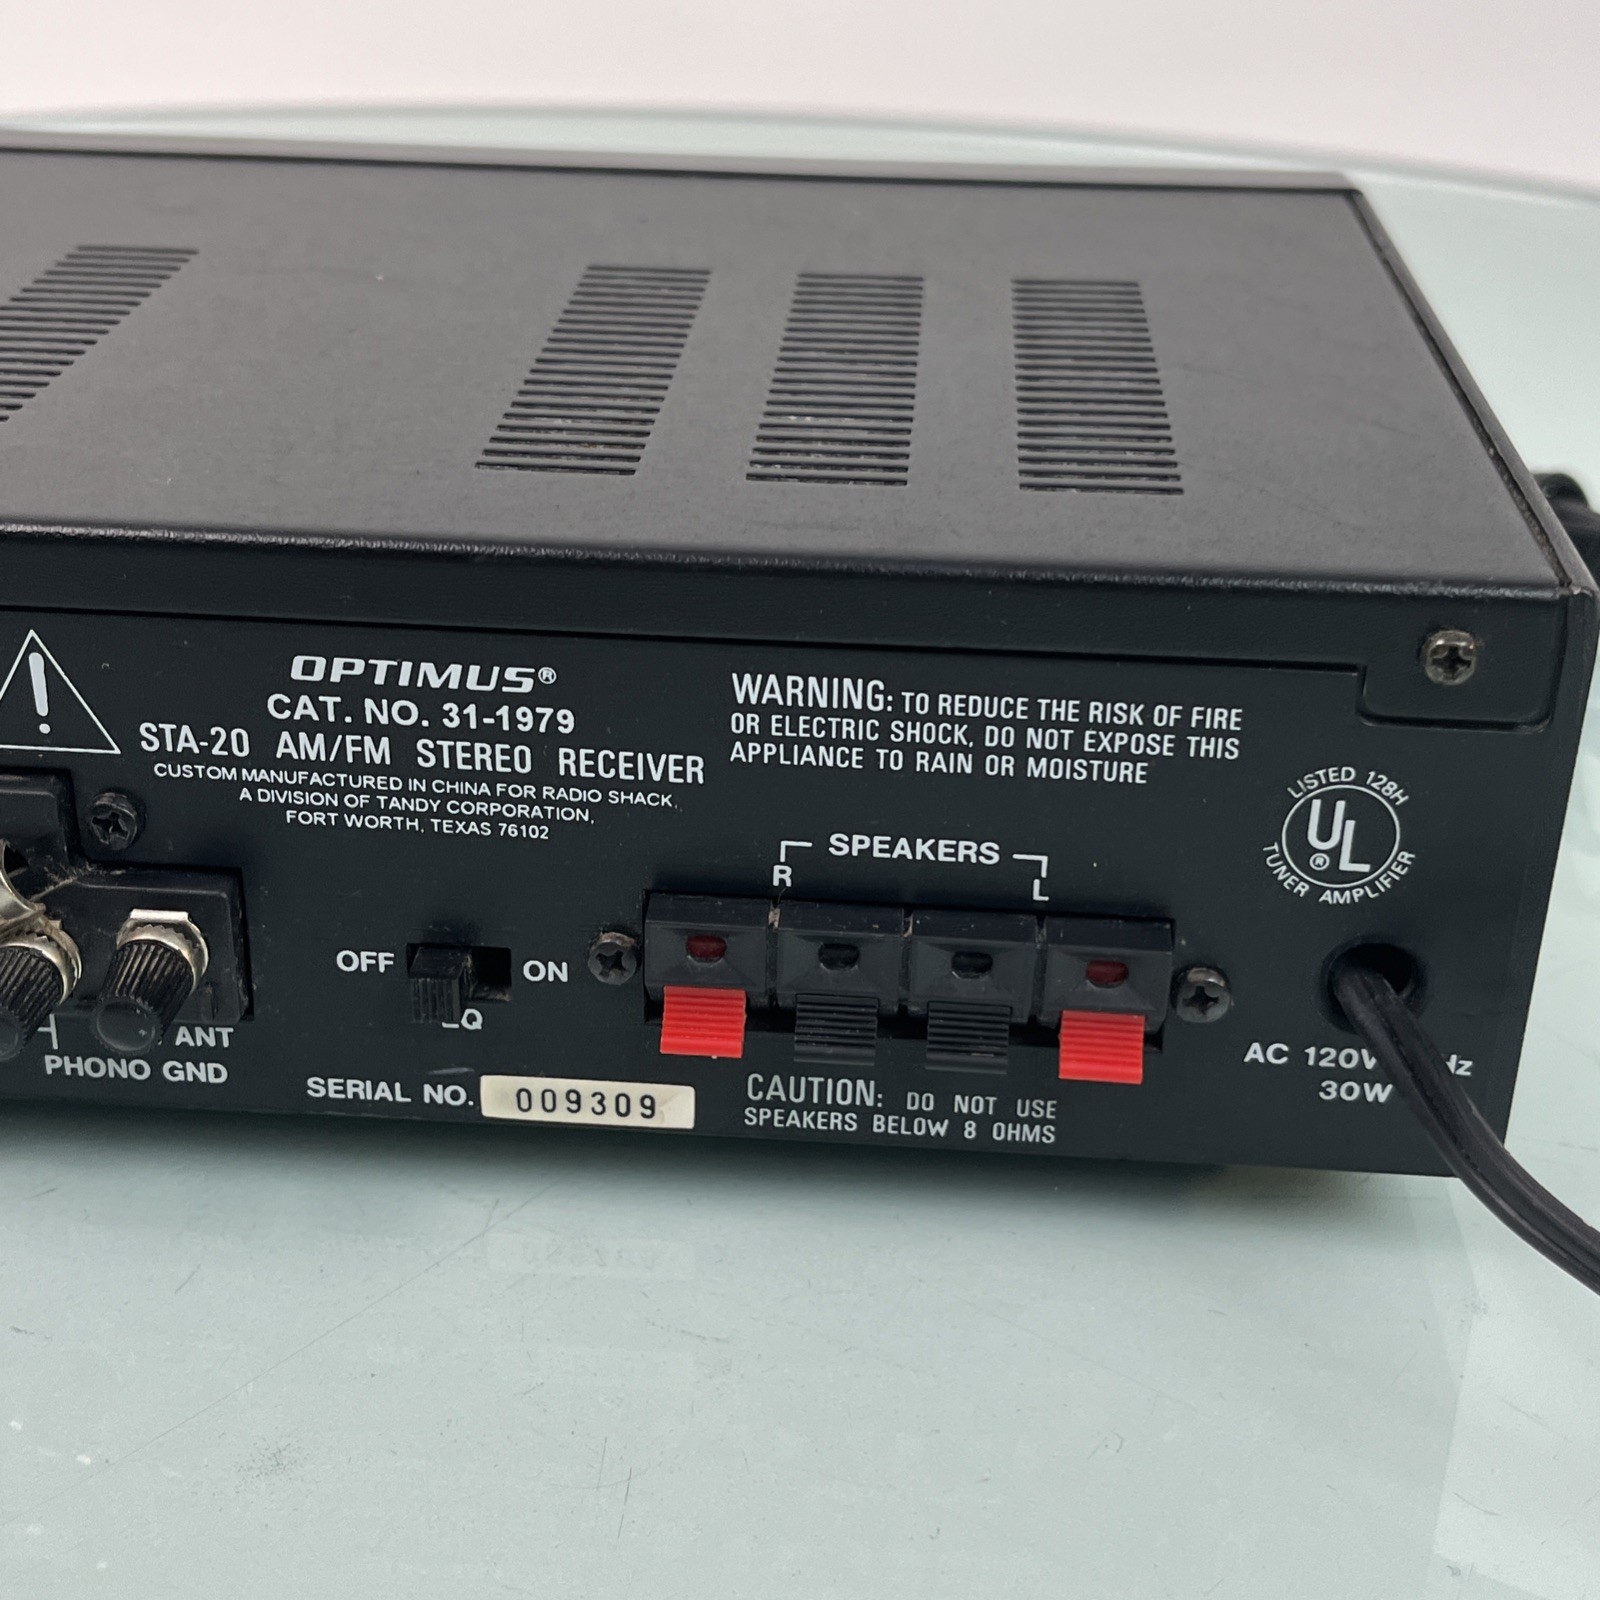 OPTIMUS®
CAT. NO. 31-1979
STA-20 AM/FM STEREO RECEIVER
CUSTOM MANUFACTURED IN CHINA FOR RADIO SHACK,
A DIVISION OF TANDY CORPORATION,
FORT WORTH, TEXAS 76102
WARNING: TO REDUCE THE RISK OF FIRE
OR ELECTRIC SHOCK, DO NOT EXPOSE THIS
APPLIANCE TO RAIN OR MOISTURE
LISTED 128H
UL®
TUNER AMPLIFIER
SPEAKERS
R L
OFF ON
ANT
PHONO GND
SERIAL NO. 009309
CAUTION: DO NOT USE
SPEAKERS BELOW 8 OHMS
AC 120V
30W